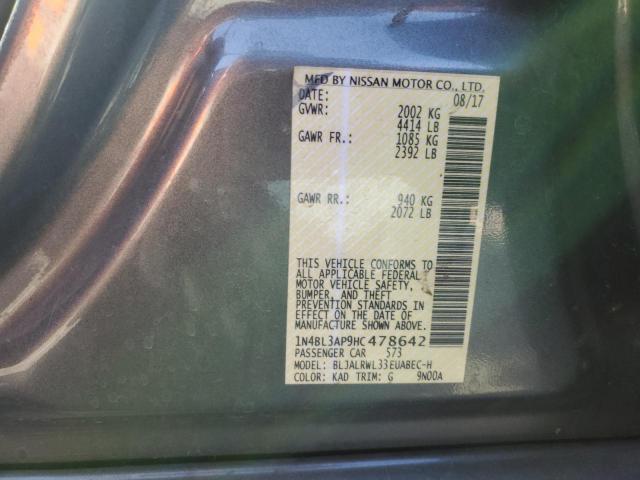 MFD BY NISSAN MOTOR CO., LTD.
DATE: 08/17
GVWR: 2002 KG
4414 LB
GAWR FR.: 1085 KG
2392 LB
GAWR RR.: 940 KG
2072 LB
THIS VEHICLE CONFORMS TO
ALL APPLICABLE FEDERAL
MOTOR VEHICLE SAFETY,
BUMPER, AND THEFT
PREVENTION STANDARDS IN
EFFECT ON THE DATE OF
MANUFACTURE SHOWN ABOVE.
1N4BL3AP9HC478642
PASSENGER CAR 573
MODEL: BLJALRWL33EUABEC-H
COLOR: KAD TRIM: G 9N00A